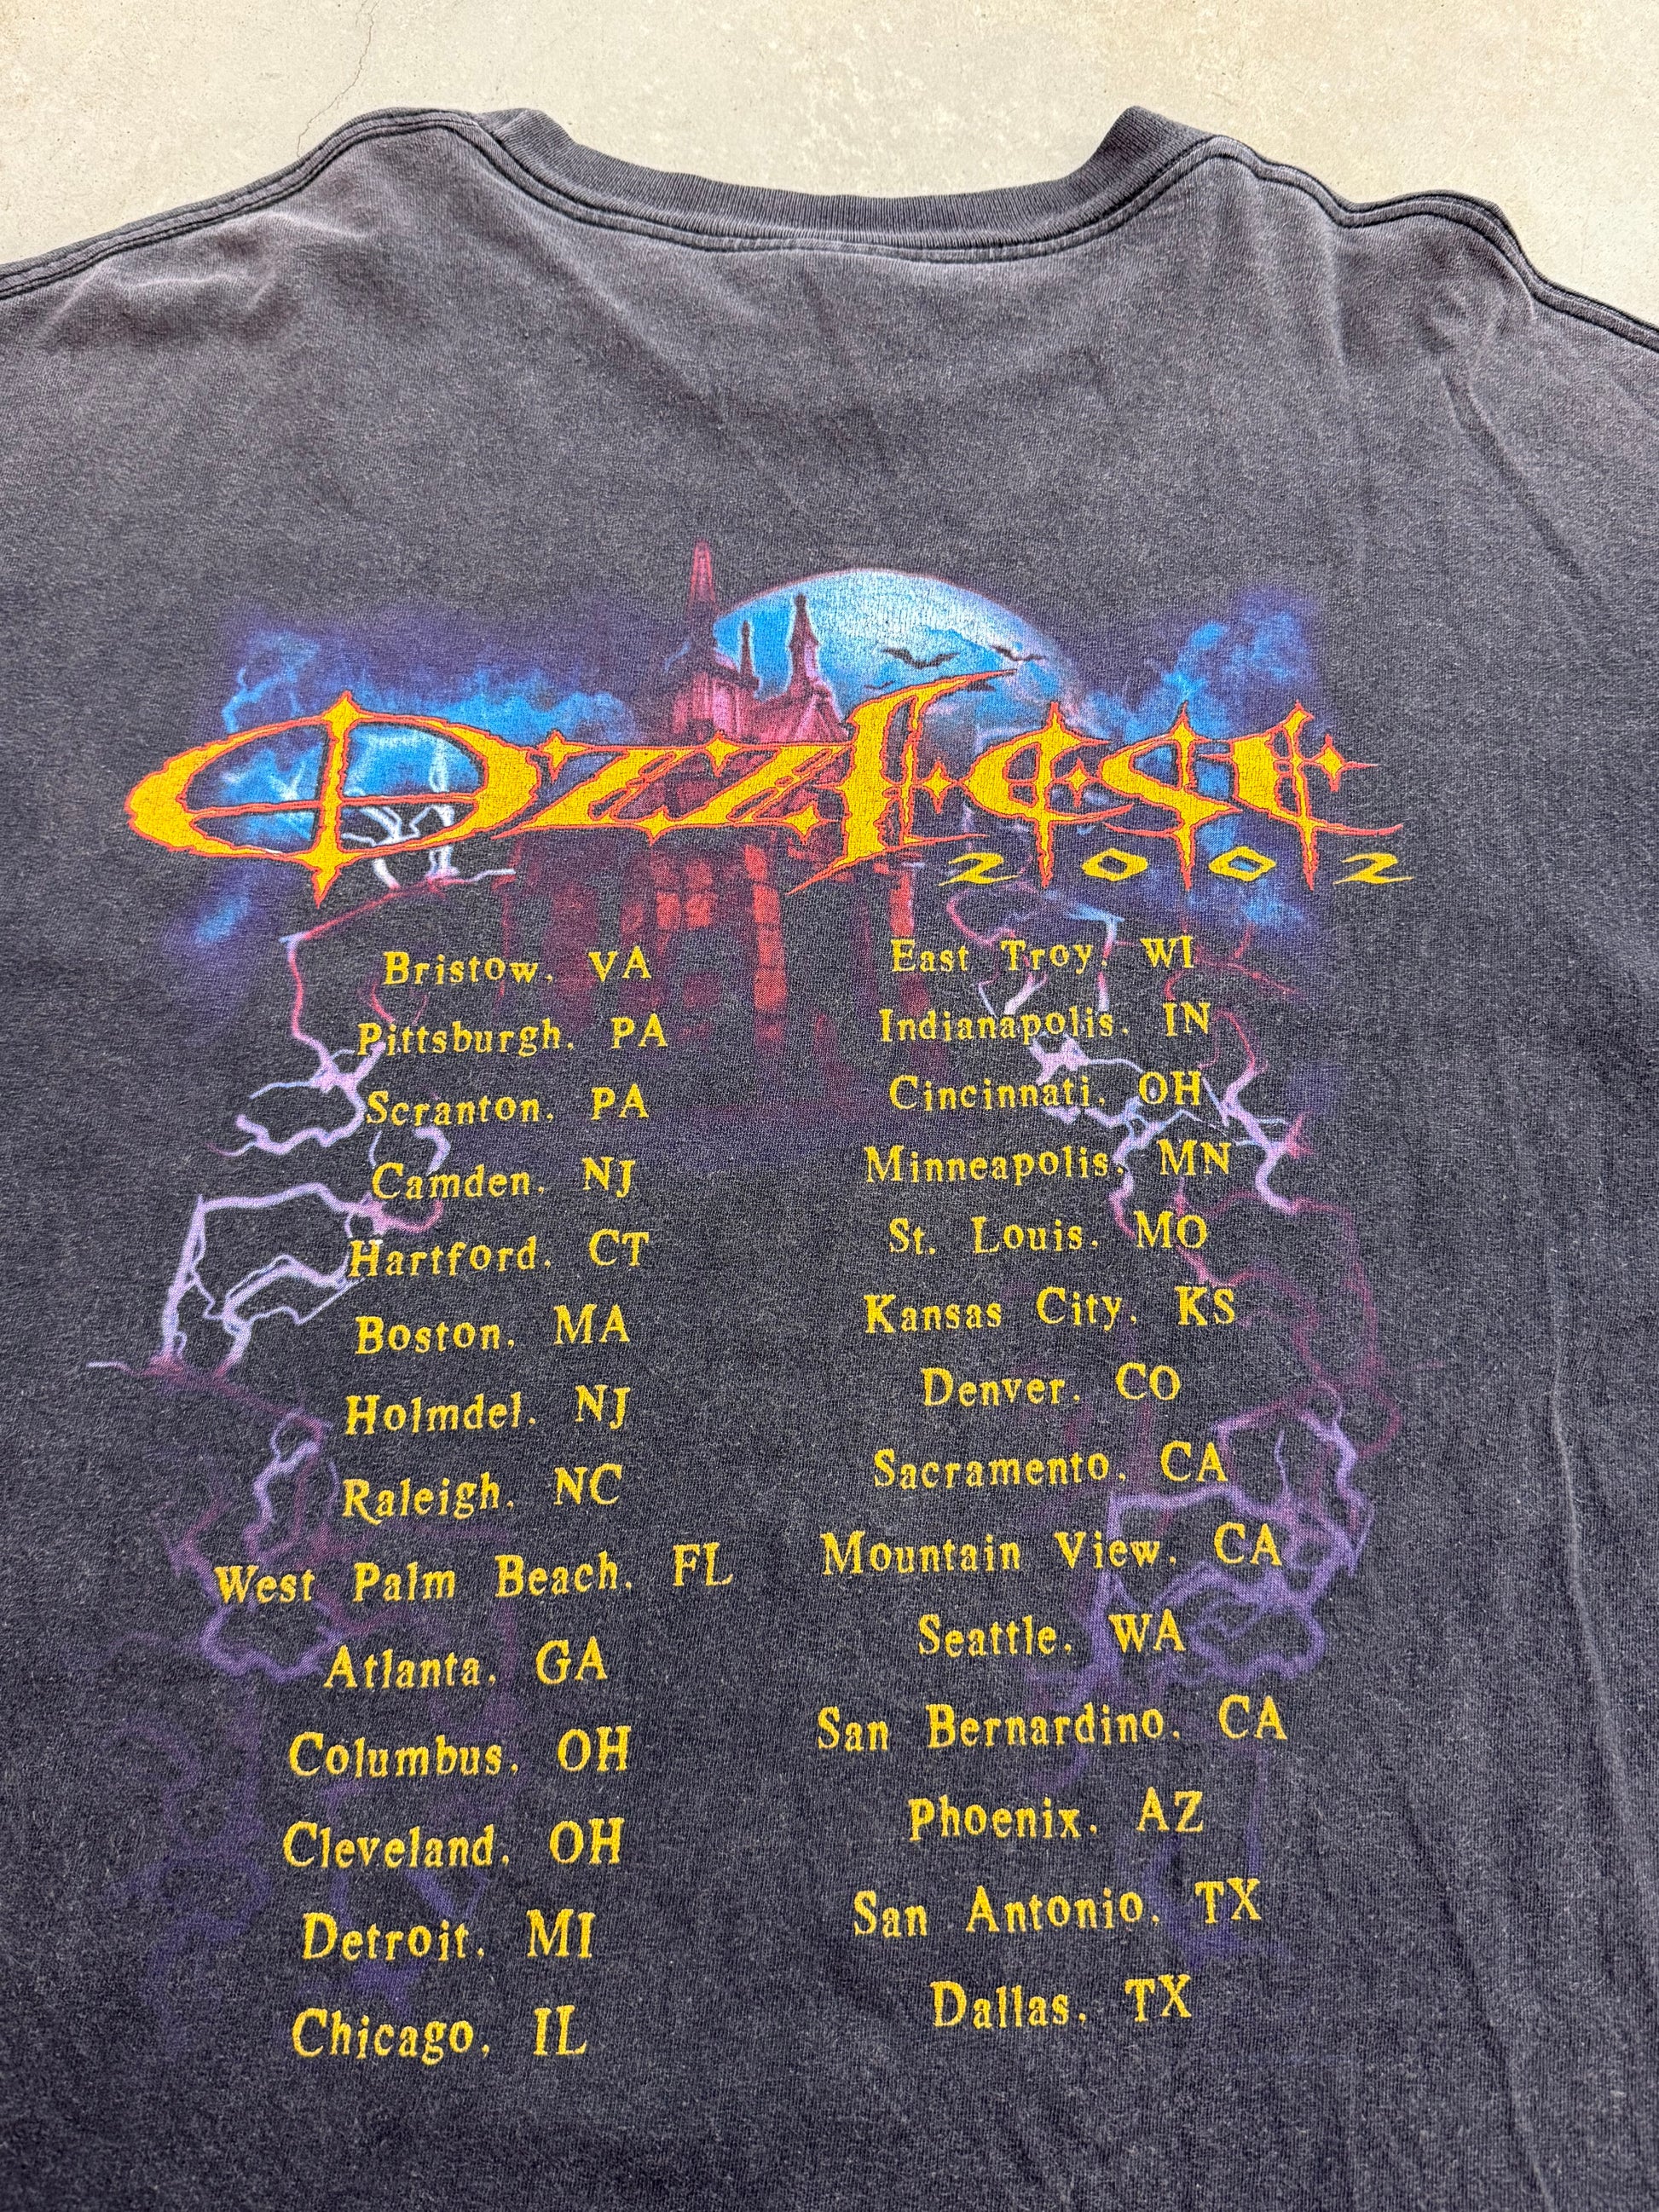 Ozzfest
2002
Bristow, VA
Pittsburgh, PA
Scranton, PA
Camden, NJ
Hartford, CT
Boston, MA
Holmdel, NJ
Raleigh, NC
West Palm Beach, FL
Atlanta, GA
Columbus, OH
Cleveland, OH
Detroit, MI
Chicago, IL
East Troy, WI
Indianapolis, IN
Cincinnati, OH
Minneapolis, MN
St. Louis, MO
Kansas City, KS
Denver, CO
Sacramento, CA
Mountain View, CA
Seattle, WA
San Bernardino, CA
Phoenix, AZ
San Antonio, TX
Dallas, TX